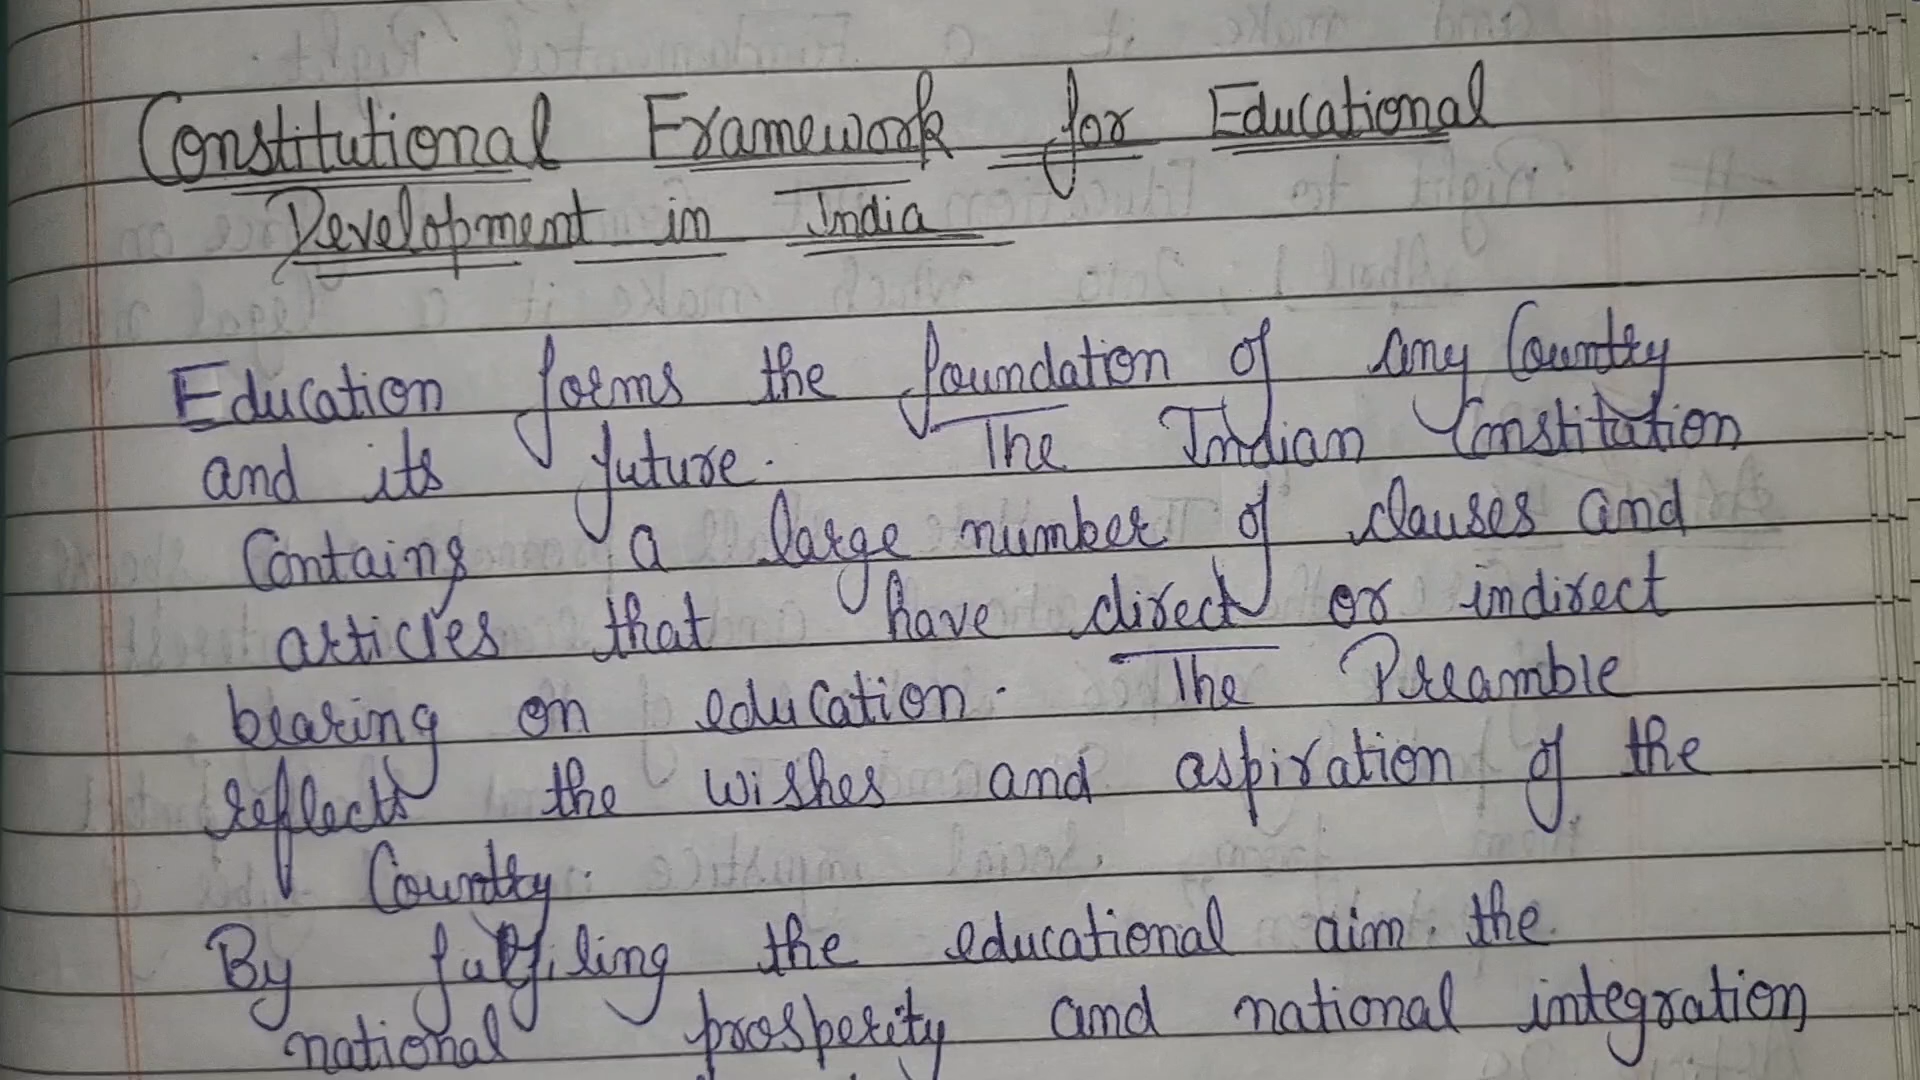 Constitutional Framework for Educational
Development in India
Education forms the foundation of any Country
and its future. The Indian Constitution
Containg a large number of clauses and
articles that have direct or indirect
bearing on education. The Preamble
reflects the wishes and aspiration of the
Country.
By fulfiling the educational aim. the
national prosperity and national integration